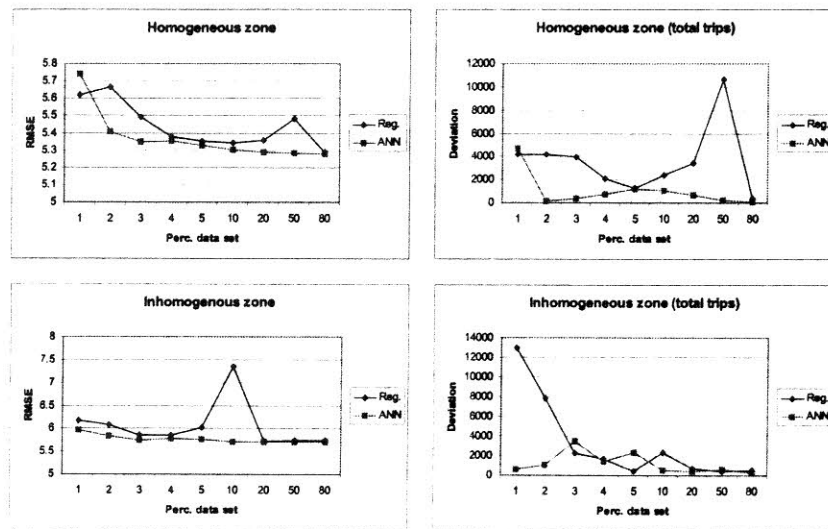 Homogeneous zone
5.8
5.7
5.6
5.5
5.4
5.3
5.2
5.1
5
RMSE
1 2 3 4 5 10 20 50 80
Perc. data set
Reg.
ANN
Homogeneous zone (total trips)
12000
10000
8000
6000
4000
2000
0
Deviation
1 2 3 4 5 10 20 50 80
Perc. data set
Reg.
ANN
Inhomogenous zone
8
7.5
7
6.5
6
5.5
5
RMSE
1 2 3 4 5 10 20 50 80
Perc. data set
Reg.
ANN
Inhomogeneous zone (total trips)
14000
12000
10000
8000
6000
4000
2000
0
Deviation
1 2 3 4 5 10 20 50 80
Perc. data set
Reg.
ANN